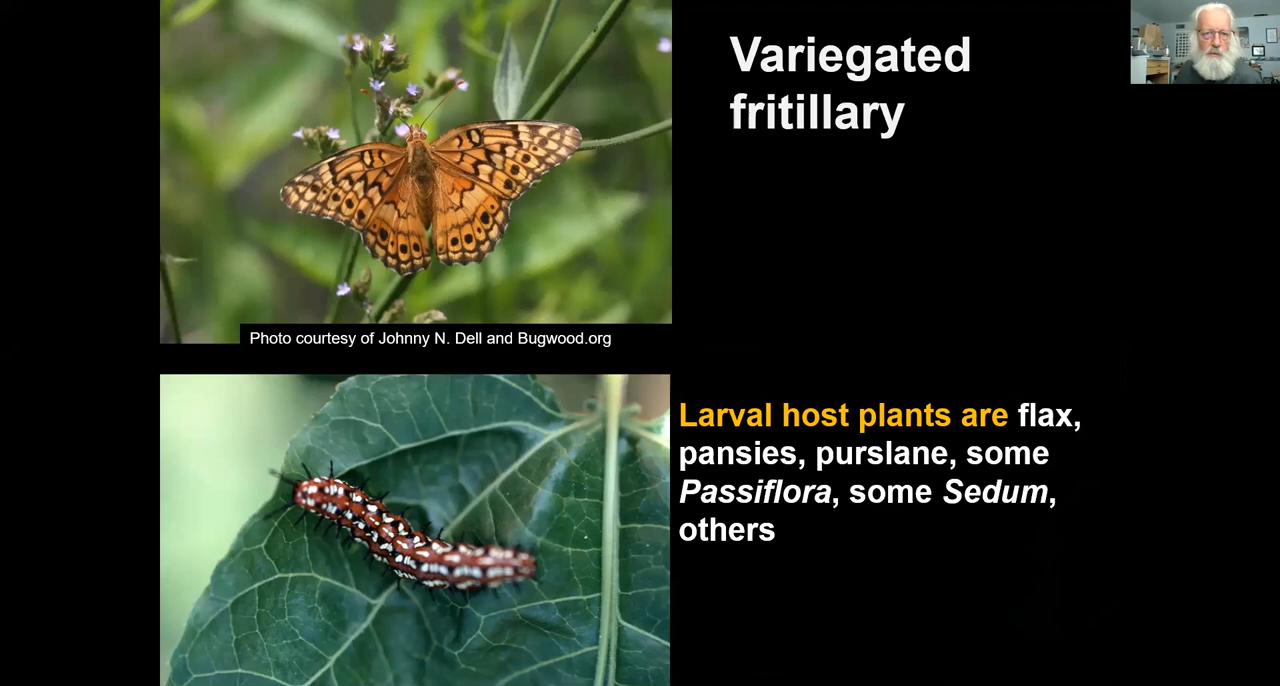 Variegated
fritillary
Photo courtesy of Johnny N. Dell and Bugwood.org
Larval host plants are flax,
pansies, purslane, some
Passiflora, some Sedum,
others